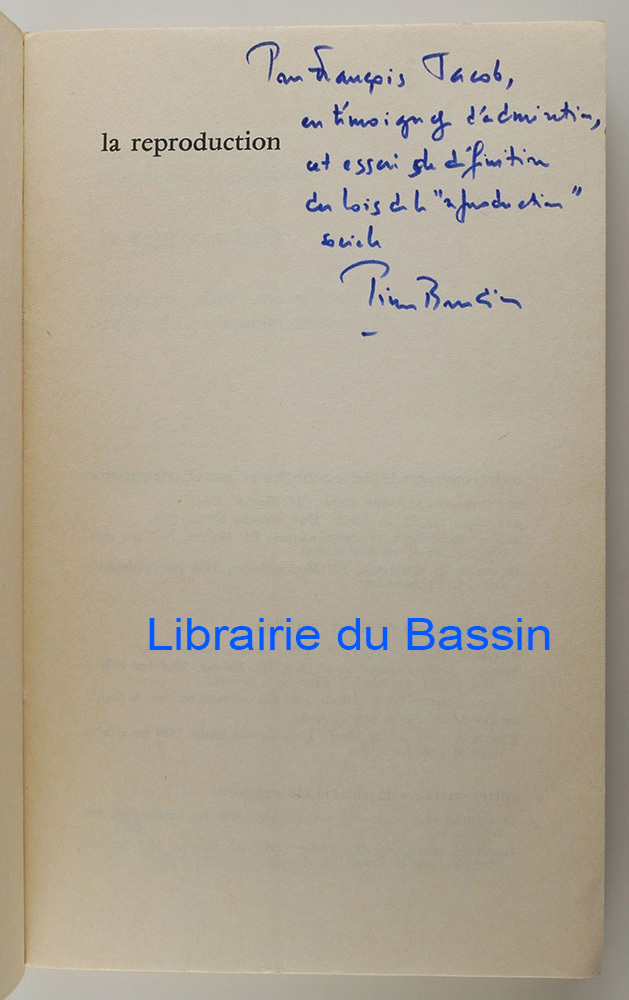 Pour François Jacob,
en témoignage d'admiration,
cet essai de définition
des lois de la "reproduction"
sociale
Pierre Bourdieu
la reproduction
Librairie du Bassin